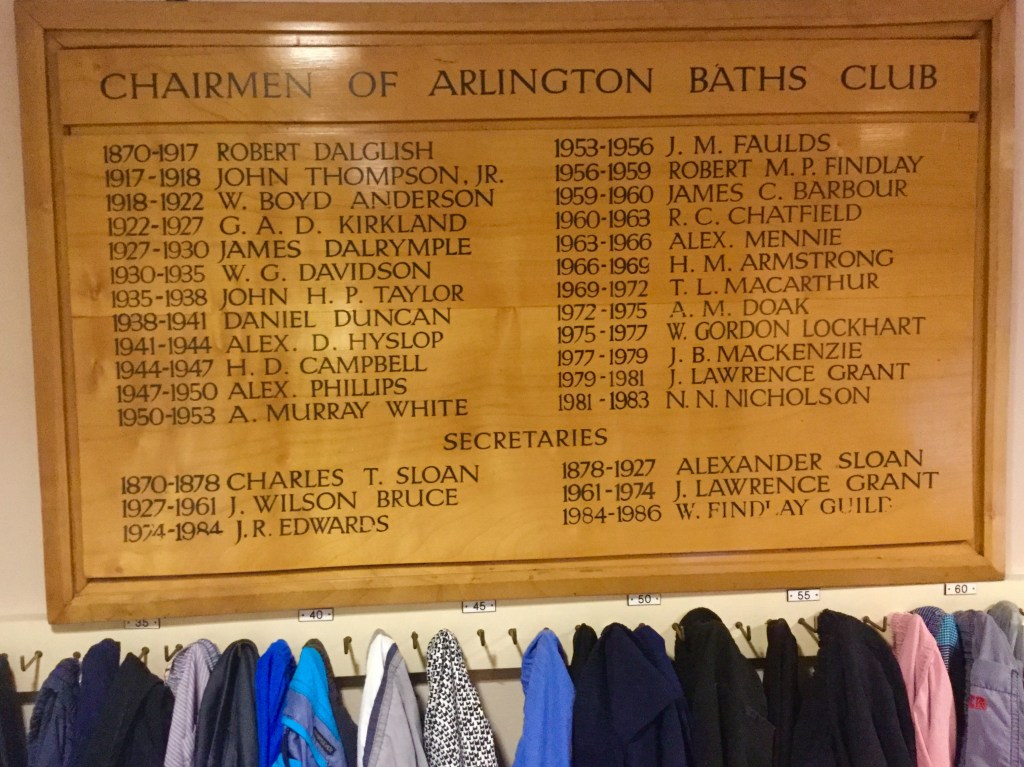 CHAIRMEN OF ARLINGTON BATHS CLUB
1870-1917 ROBERT DALGLISH
1917-1918 JOHN THOMPSON, JR.
1918-1922 W. BOYD ANDERSON
1922-1927 G. A. D. KIRKLAND
1927-1930 JAMES DALRYMPLE
1930-1935 W. G. DAVIDSON
1935-1938 JOHN H. P. TAYLOR
1938-1941 DANIEL DUNCAN
1941-1944 ALEX. D. HYSLOP
1944-1947 H. D. CAMPBELL
1947-1950 ALEX. PHILLIPS
1950-1953 A. MURRAY WHITE
1953-1956 J. M. FAULDS
1956-1959 ROBERT M. P. FINDLAY
1959-1960 JAMES C. BARBOUR
1960-1963 R. C. CHATFIELD
1963-1966 ALEX. MENNIE
1966-1969 H. M. ARMSTRONG
1969-1972 T. L. MACARTHUR
1972-1975 A. M. DOAK
1975-1977 W. GORDON LOCKHART
1977-1979 J. B. MACKENZIE
1979-1981 J. LAWRENCE GRANT
1981-1983 N. N. NICHOLSON
SECRETARIES
1870-1878 CHARLES T. SLOAN
1927-1961 J. WILSON BRUCE
1974-1984 J.R. EDWARDS
1878-1927 ALEXANDER SLOAN
1961-1974 J. LAWRENCE GRANT
1984-1986 W. FINDLAY GUILD
35
40
45
50
55
60